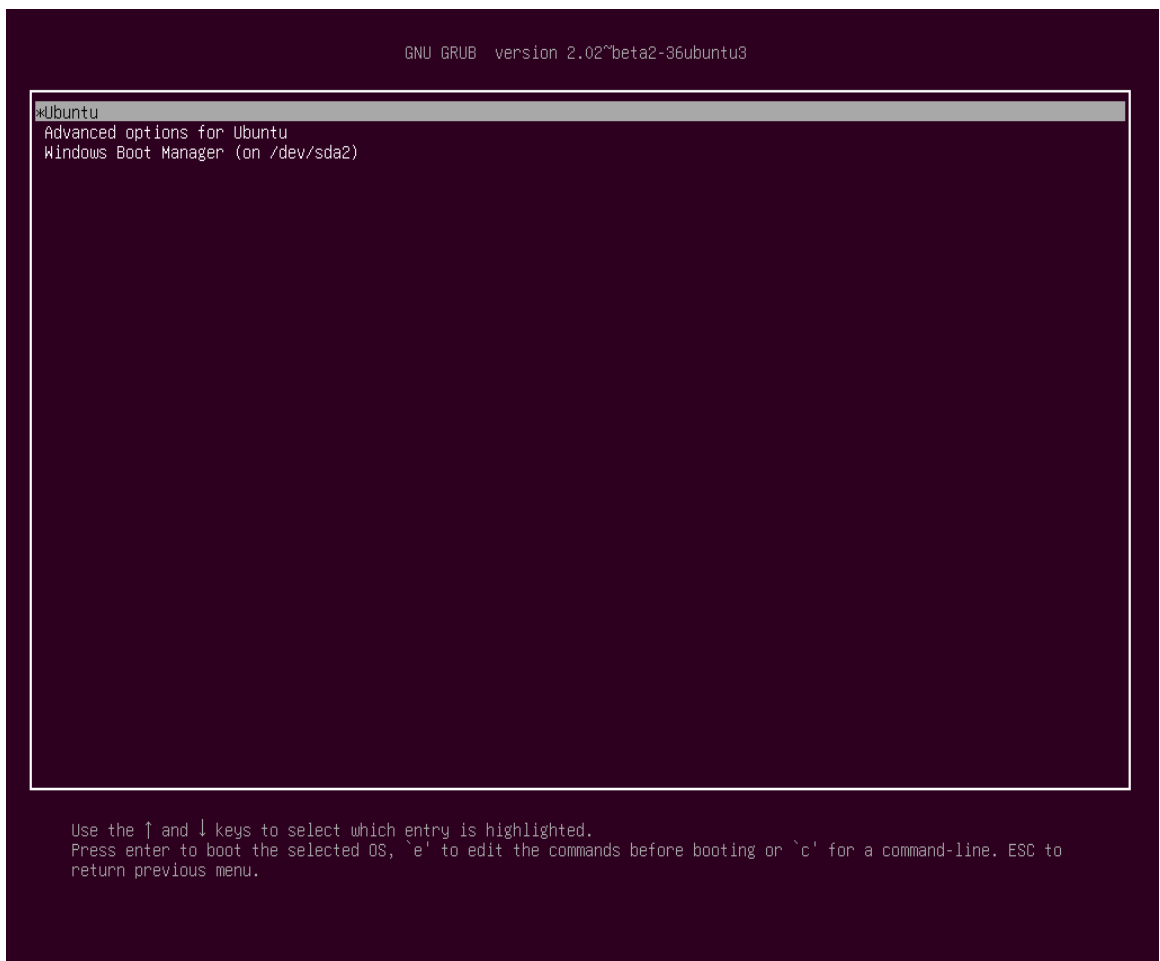 GNU GRUB  version 2.02~beta2-36ubuntu3
*Ubuntu
Advanced options for Ubuntu
Windows Boot Manager (on /dev/sda2)
Use the ↑ and ↓ keys to select which entry is highlighted.
Press enter to boot the selected OS, `e' to edit the commands before booting or `c' for a command-line. ESC to
return previous menu.